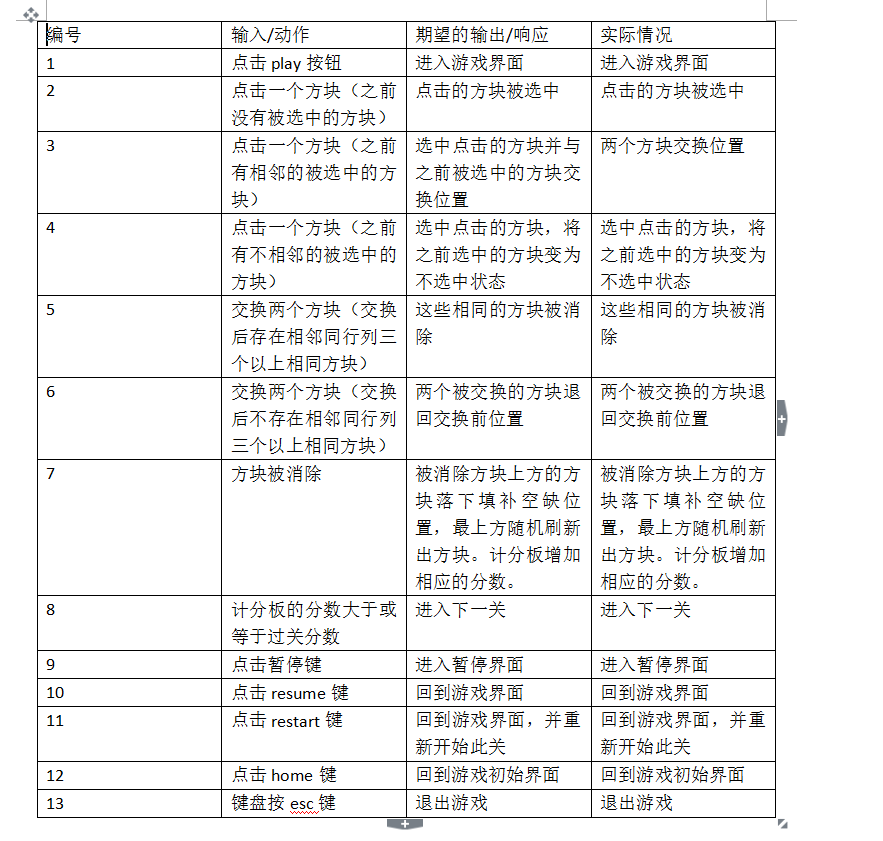 编号 输入/动作 期望的输出/响应 实际情况
1 点击 play 按钮 进入游戏界面 进入游戏界面
2 点击一个方块（之前 点击的方块被选中 点击的方块被选中
没有被选中的方块）
3 点击一个方块（之前 选中点击的方块并与 两个方块交换位置
有相邻的被选中的方 之前被选中的方块交
块） 换位置
4 点击一个方块（之前 选中点击的方块，将 选中点击的方块，将
有不相邻的被选中的 之前选中的方块变为 之前选中的方块变为
方块） 不选中状态 不选中状态
5 交换两个方块（交换 这些相同的方块被消 这些相同的方块被消
后存在相邻同行列三 除 除
个以上相同方块）
6 交换两个方块（交换 两个被交换的方块退 两个被交换的方块退
后不存在相邻同行列 回交换前位置 回交换前位置
三个以上相同方块）
7 方块被消除 被消除方块上方的方 被消除方块上方的方
块落下填补空缺位 块落下填补空缺位
置，最上方随机刷新 置，最上方随机刷新
出方块。计分板增加 出方块。计分板增加
相应的分数。 相应的分数。
8 计分板的分数大于或 进入下一关 进入下一关
等于过关分数
9 点击暂停键 进入暂停界面 进入暂停界面
10 点击 resume 键 回到游戏界面 回到游戏界面
11 点击 restart 键 回到游戏界面，并重 回到游戏界面，并重
新开始此关 新开始此关
12 点击 home 键 回到游戏初始界面 回到游戏初始界面
13 键盘按 esc 键 退出游戏 退出游戏